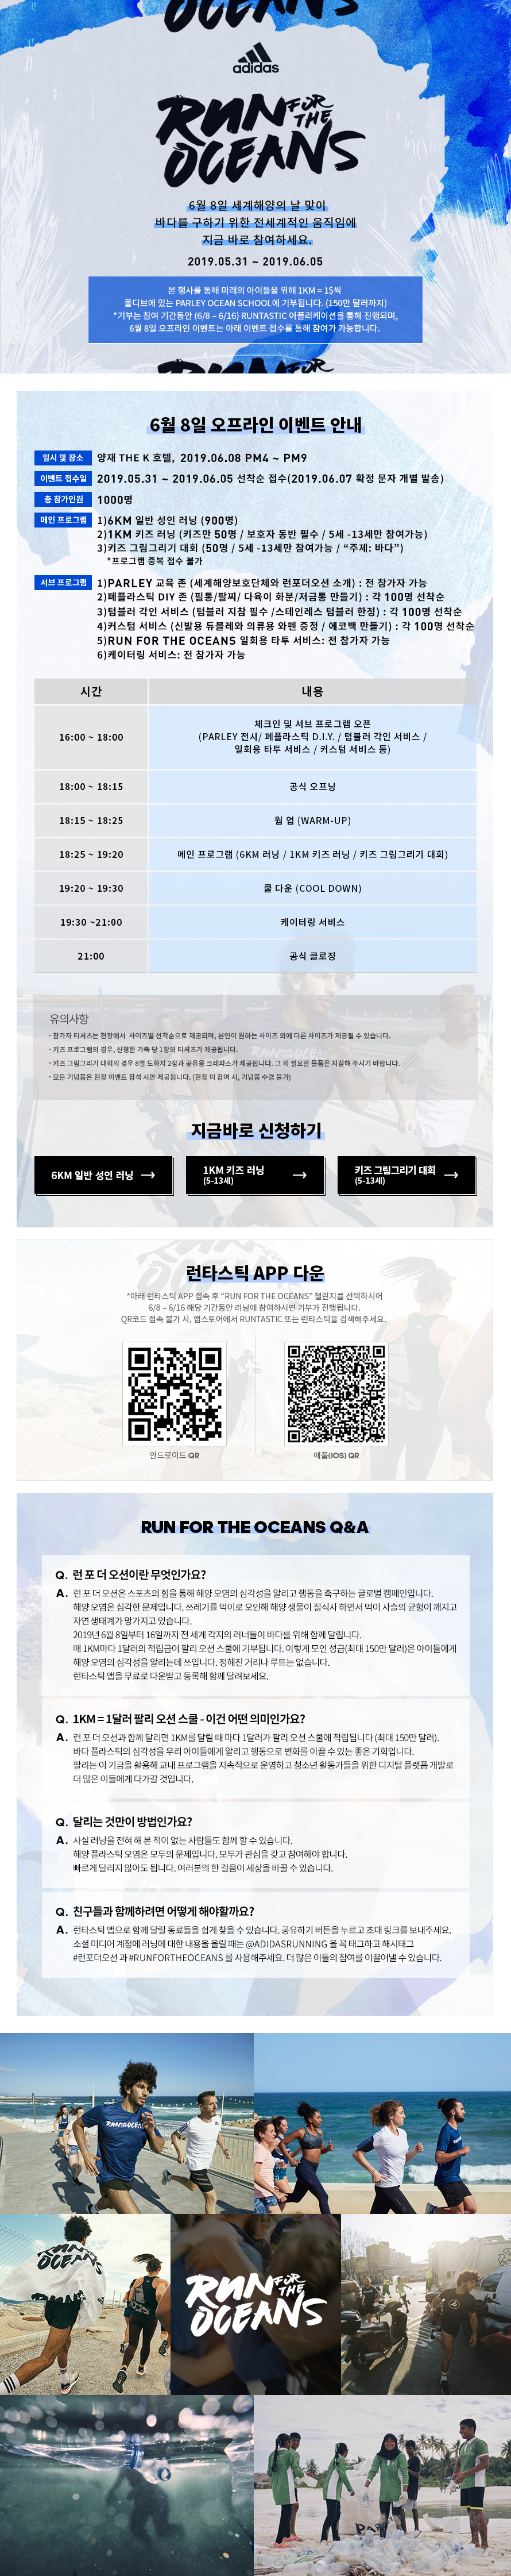 OCEANS
adidas
RUN FOR THE
OCEANS
6월 8일 세계해양의 날 맞이
바다를 구하기 위한 전세계적인 움직임에
지금 바로 참여하세요.
2019.05.31 ~ 2019.06.05
본 행사를 통해 미래의 아이들을 위해 1KM = 1$씩
몰디브에 있는 PARLEY OCEAN SCHOOL에 기부됩니다. (150만 달러까지)
*기부는 참여 기간동안 (6/8 – 6/16) RUNTASTIC 어플리케이션을 통해 진행되며,
6월 8일 오프라인 이벤트는 아래 이벤트 접수를 통해 참여가 가능합니다.
RUN FOR
6월 8일 오프라인 이벤트 안내
일시 및 장소 양재 THE K 호텔, 2019.06.08 PM4 ~ PM9
이벤트 접수일 2019.05.31 ~ 2019.06.05 선착순 접수(2019.06.07 확정 문자 개별 발송)
총 참가인원 1000명
메인 프로그램 1)6KM 일반 성인 러닝 (900명)
2)1KM 키즈 러닝 (키즈만 50명 / 보호자 동반 필수 / 5세 -13세만 참여가능)
3)키즈 그림그리기 대회 (50명 / 5세 -13세만 참여가능 / “주제: 바다”)
*프로그램 중복 접수 불가
서브 프로그램 1)PARLEY 교육 존 (세계해양보호단체와 런포더오션 소개) : 전 참가자 가능
2)페플라스틱 DIY 존 (필통/팔찌/ 다육이 화분/저금통 만들기) : 각 100명 선착순
3)텀블러 각인 서비스 (텀블러 지참 필수 /스테인레스 텀블러 한정) : 각 100명 선착순
4)커스텀 서비스 (신발용 듀브레와 의류용 와펜 증정 / 에코백 만들기) : 각 100명 선착순
5)RUN FOR THE OCEANS 일회용 타투 서비스: 전 참가자 가능
6)케이터링 서비스: 전 참가자 가능
시간 내용
16:00 ~ 18:00 체크인 및 서브 프로그램 오픈
(PARLEY 전시/ 페플라스틱 D.I.Y. / 텀블러 각인 서비스 /
일회용 타투 서비스 / 커스텀 서비스 등)
18:00 ~ 18:15 공식 오프닝
18:15 ~ 18:25 웜 업 (WARM-UP)
18:25 ~ 19:20 메인 프로그램 (6KM 러닝 / 1KM 키즈 러닝 / 키즈 그림그리기 대회)
19:20 ~ 19:30 쿨 다운 (COOL DOWN)
19:30 ~21:00 케이터링 서비스
21:00 공식 클로징
유의사항
· 참가자 티셔츠는 현장에서 사이즈별 선착순으로 제공되며, 본인이 원하는 사이즈 외에 다른 사이즈가 제공될 수 있습니다.
· 키즈 프로그램의 경우, 신청한 가족 당 1장의 티셔츠가 제공됩니다.
· 키즈 그림그리기 대회의 경우 8절 도화지 2장과 공유용 크레파스가 제공됩니다. 그 외 필요한 물품은 지참해 주시기 바랍니다.
· 모든 기념품은 현장 이벤트 참석 시만 제공됩니다. (현장 미 참여 시, 기념품 수령 불가)
지금바로 신청하기
6KM 일반 성인 러닝
1KM 키즈 러닝
(5-13세)
키즈 그림그리기 대회
(5-13세)
런타스틱 APP 다운
*아래 런타스틱 APP 접속 후 “RUN FOR THE OCEANS” 챌린지를 선택하시어
6/8 – 6/16 해당 기간동안 러닝에 참여하시면 기부가 진행됩니다.
QR코드 접속 불가 시, 앱스토어에서 RUNTASTIC 또는 런타스틱을 검색해주세요.
안드로이드 QR
애플(IOS) QR
RUN FOR THE OCEANS Q&A
Q. 런 포 더 오션이란 무엇인가요?
A. 런 포 더 오션은 스포츠의 힘을 통해 해양 오염의 심각성을 알리고 행동을 촉구하는 글로벌 캠페인입니다.
해양 오염은 심각한 문제입니다. 쓰레기를 먹이로 오인해 해양 생물이 질식사 하면서 먹이 사슬의 균형이 깨지고
자연 생태계가 망가지고 있습니다.
2019년 6월 8일부터 16일까지 전 세계 각지의 러너들이 바다를 위해 함께 달립니다.
매 1KM마다 1달러의 적립금이 팔리 오션 스쿨에 기부됩니다. 이렇게 모인 성금(최대 150만 달러)은 아이들에게
해양 오염의 심각성을 알리는데 쓰입니다. 정해진 거리나 루트는 없습니다.
런타스틱 앱을 무료로 다운받고 등록해 함께 달려보세요.
Q. 1KM = 1달러 팔리 오션 스쿨 - 이건 어떤 의미인가요?
A. 런 포 더 오션과 함께 달리면 1KM를 달릴 때 마다 1달러가 팔리 오션 스쿨에 적립됩니다 (최대 150만 달러).
바다 플라스틱의 심각성을 우리 아이들에게 알리고 행동으로 변화를 이끌 수 있는 좋은 기회입니다.
팔리는 이 기금을 활용해 교내 프로그램을 지속적으로 운영하고 청소년 활동가들을 위한 디지털 플랫폼 개발로
더 많은 이들에게 다가갈 것입니다.
Q. 달리는 것만이 방법인가요?
A. 사실 러닝을 전혀 해 본 적이 없는 사람들도 함께 할 수 있습니다.
해양 플라스틱 오염은 모두의 문제입니다. 모두가 관심을 갖고 참여해야 합니다.
빠르게 달리지 않아도 됩니다. 여러분의 한 걸음이 세상을 바꿀 수 있습니다.
Q. 친구들과 함께하려면 어떻게 해야할까요?
A. 런타스틱 앱으로 함께 달릴 동료들을 쉽게 찾을 수 있습니다. 공유하기 버튼을 누르고 초대 링크를 보내주세요.
소셜 미디어 계정에 러닝에 대한 내용을 올릴 때는 @ADIDASRUNNING 을 꼭 태그하고 해시태그
#런포더오션 과 #RUNFORTHEOCEANS 를 사용해주세요. 더 많은 이들의 참여를 이끌어낼 수 있습니다.
RUN FOR THE OCEANS
RUN FOR THE
OCEANS
RUN FOR THE
OCEANS
PARLEY